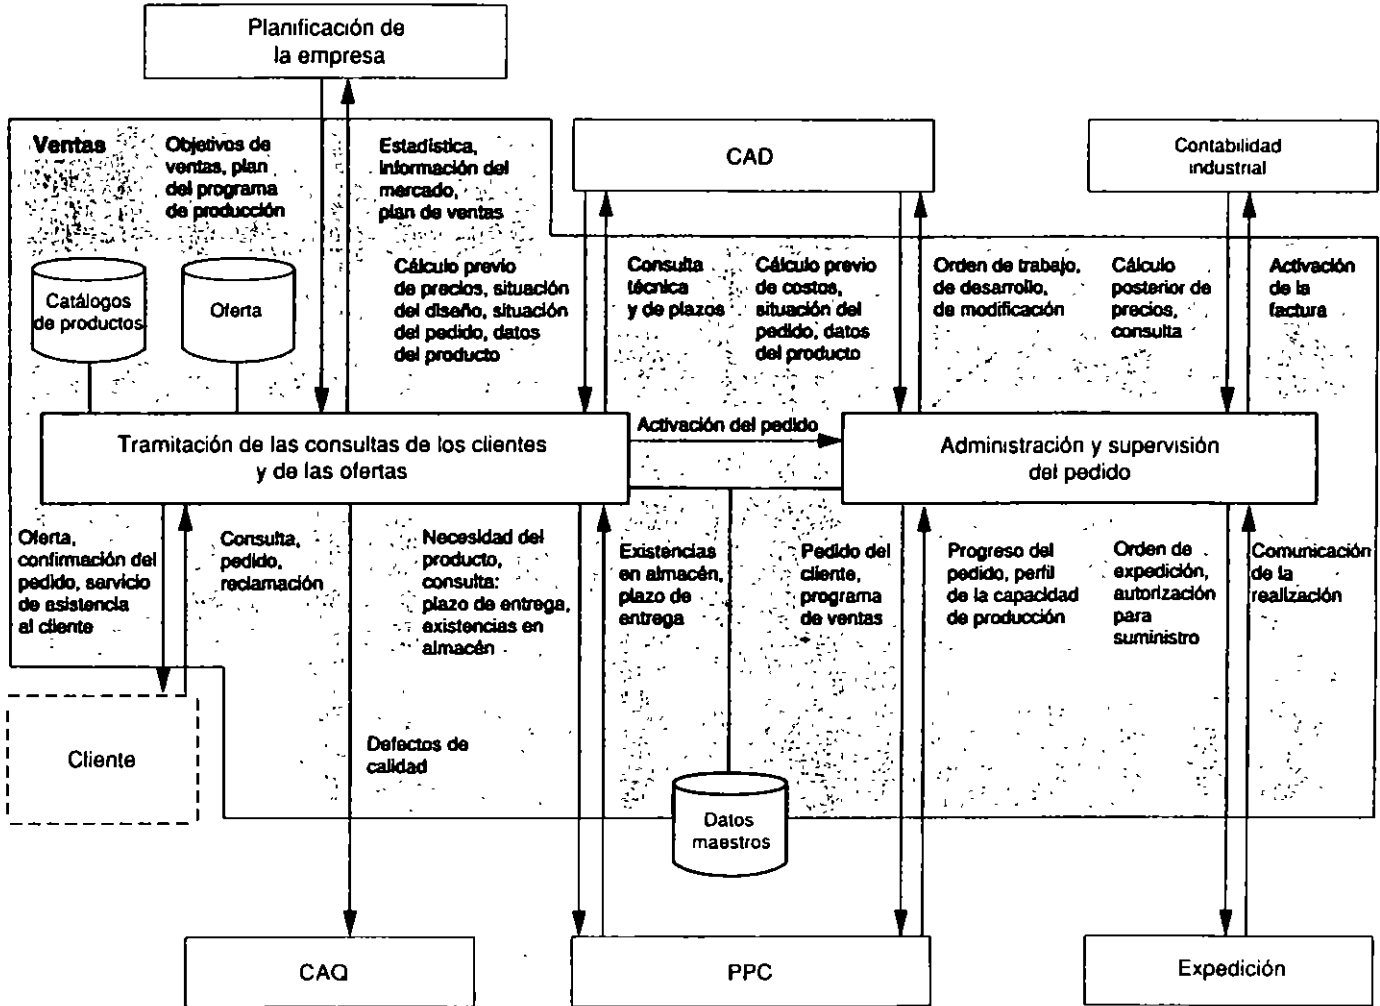 Planificación de
la empresa
Ventas
Objetivos de
ventas, plan
del programa
de producción
Estadística,
información del
mercado,
plan de ventas
CAD
Contabilidad
industrial
Catálogos
de productos
Oferta
Cálculo previo
de precios, situación
del diseño, situación
del pedido, datos
del producto
Consulta
técnica
y de plazos
Cálculo previo
de costos,
situación del
pedido, datos
del producto
Orden de trabajo,
de desarrollo,
de modificación
Cálculo
posterior de
precios,
consulta
Activación
de la
factura
Tramitación de las consultas de los clientes
y de las ofertas
Activación del pedido
Administración y supervisión
del pedido
Oferta,
confirmación del
pedido, servicio
de asistencia
al cliente
Consulta,
pedido,
reclamación
Necesidad del
producto,
consulta:
plazo de entrega,
existencias en
almacén
Existencias
en almacén,
plazo de
entrega
Pedido del
cliente,
programa
de ventas
Progreso del
pedido, perfil
de la capacidad
de producción
Orden de
expedición,
autorización
para
suministro
Comunicación
de la
realización
Cliente
Defectos de
calidad
Datos
maestros
CAQ
PPC
Expedición